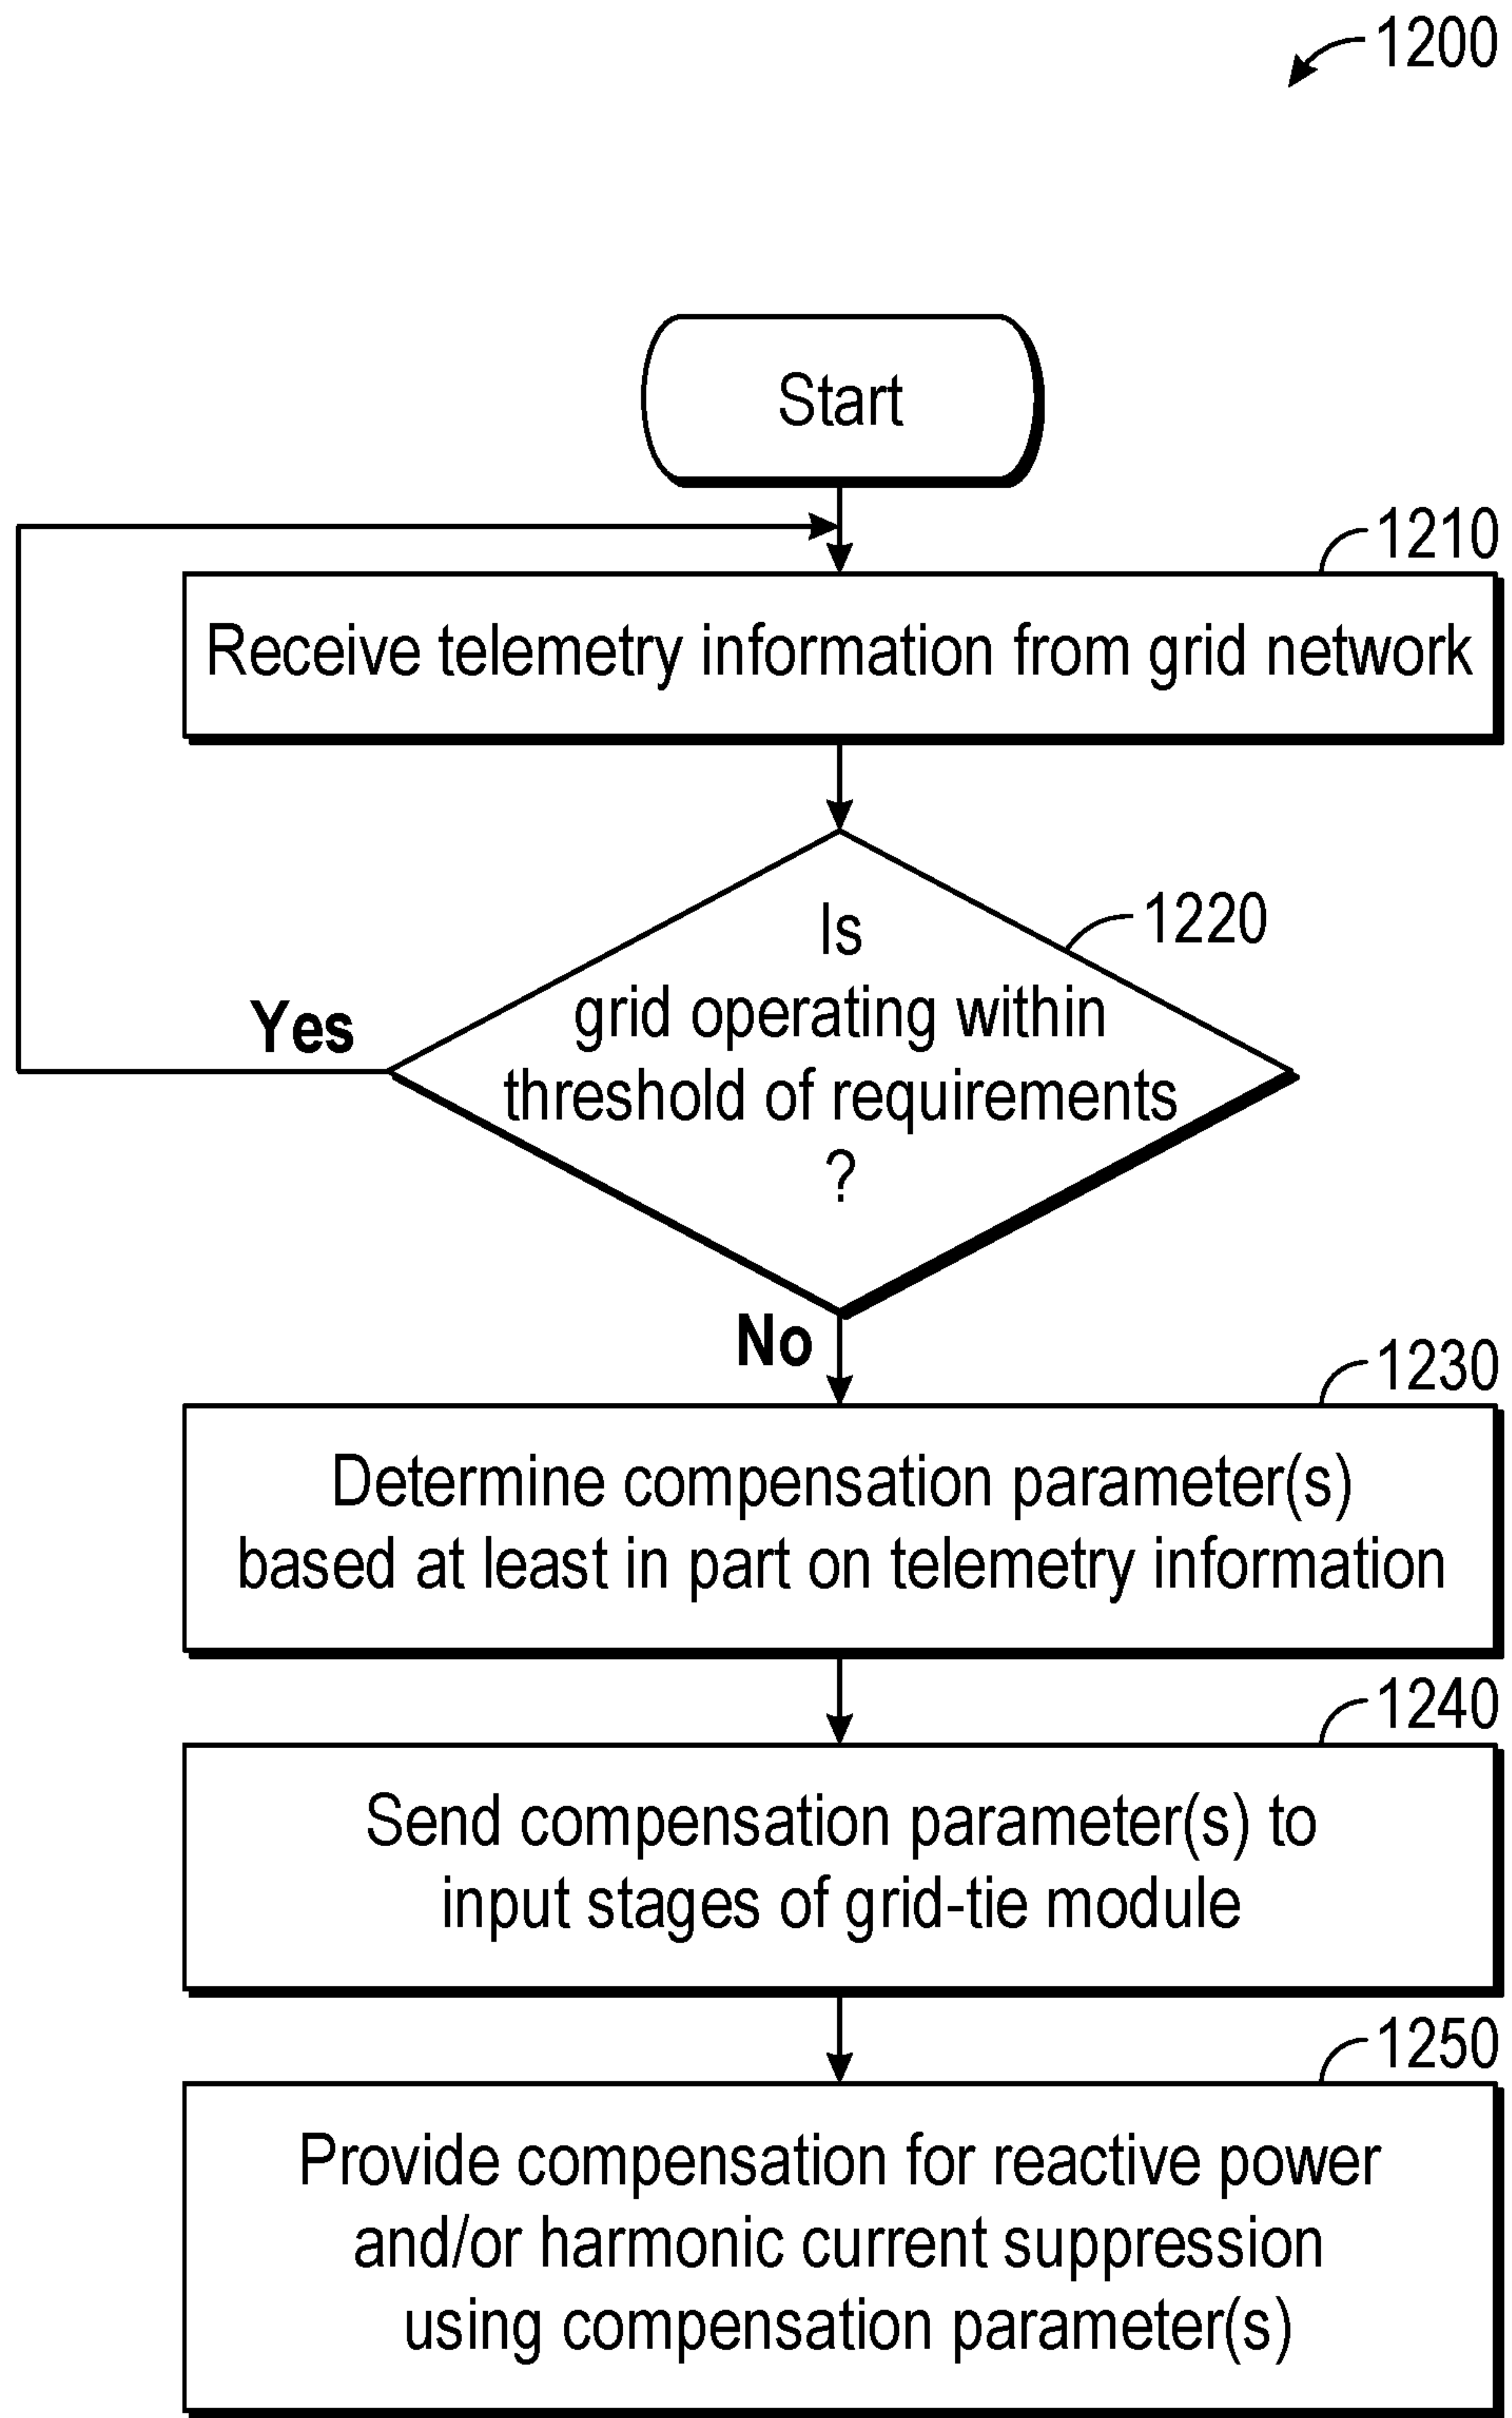 1200
Start
1210
Receive telemetry information from grid network
1220
Is
grid operating within
threshold of requirements
?
Yes
No
1230
Determine compensation parameter(s)
based at least in part on telemetry information
1240
Send compensation parameter(s) to
input stages of grid-tie module
1250
Provide compensation for reactive power
and/or harmonic current suppression
using compensation parameter(s)